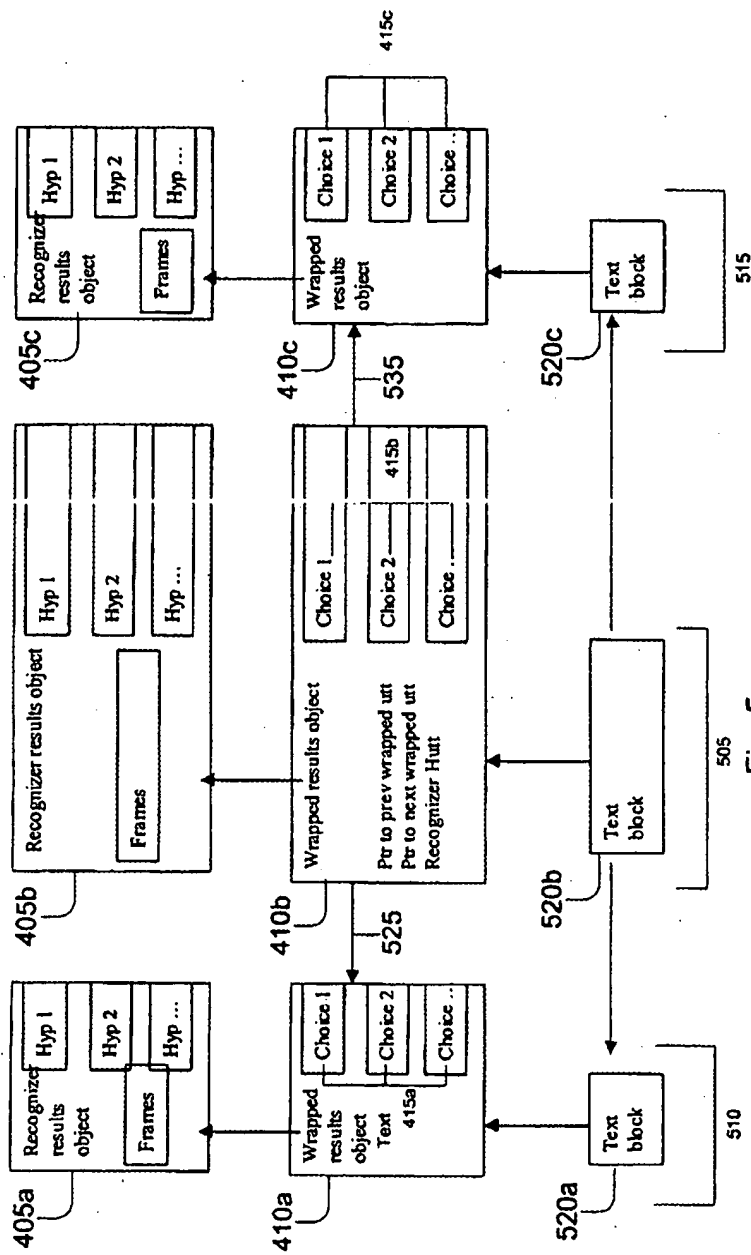 405a
Recognizer
results
object
Frames
Hyp 1
Hyp 2
Hyp ...
405b
Recognizer results object
Frames
Hyp 1
Hyp 2
Hyp ...
405c
Recognizer
results
object
Frames
Hyp 1
Hyp 2
Hyp ...
410a
Wrapped
results
object
Text
415a
Choice 1
Choice 2
Choice ..
525
410b
Wrapped results object
Ptr to prev wrapped utt
Ptr to next wrapped utt
Recognizer Hutt
Choice 1
Choice 2
Choice ..
415b
535
410c
Wrapped
results
object
Choice 1
Choice 2
Choice ..
415c
520a
Text
block
510
520b
Text
block
505
520c
Text
block
515